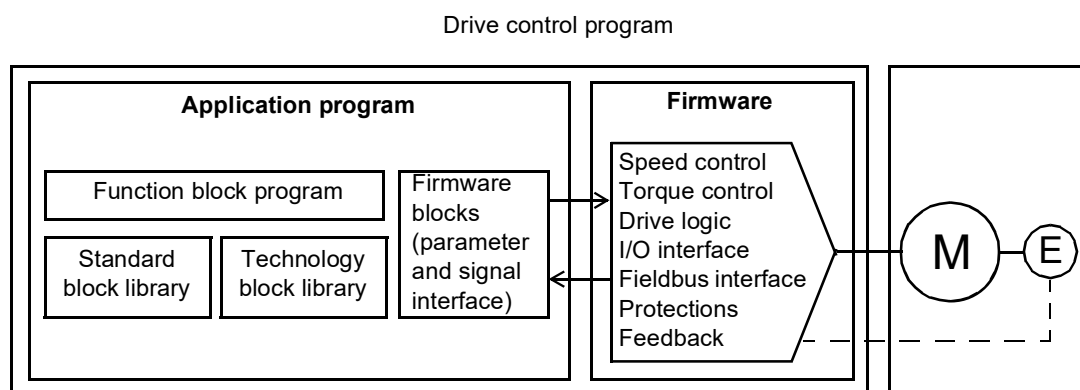 Drive control program
Application program
Function block program
Standard
block library
Technology
block library
Firmware
blocks
(parameter
and signal
interface)
Firmware
Speed control
Torque control
Drive logic
I/O interface
Fieldbus interface
Protections
Feedback
M
E